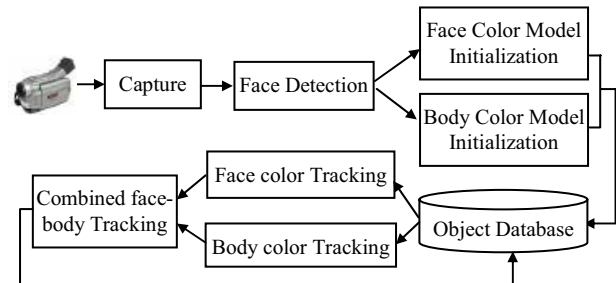 Face Color Model
Initialization
Capture
Face Detection
Body Color Model
Initialization
Face color Tracking
Combined face-
body Tracking
Object Database
Body color Tracking